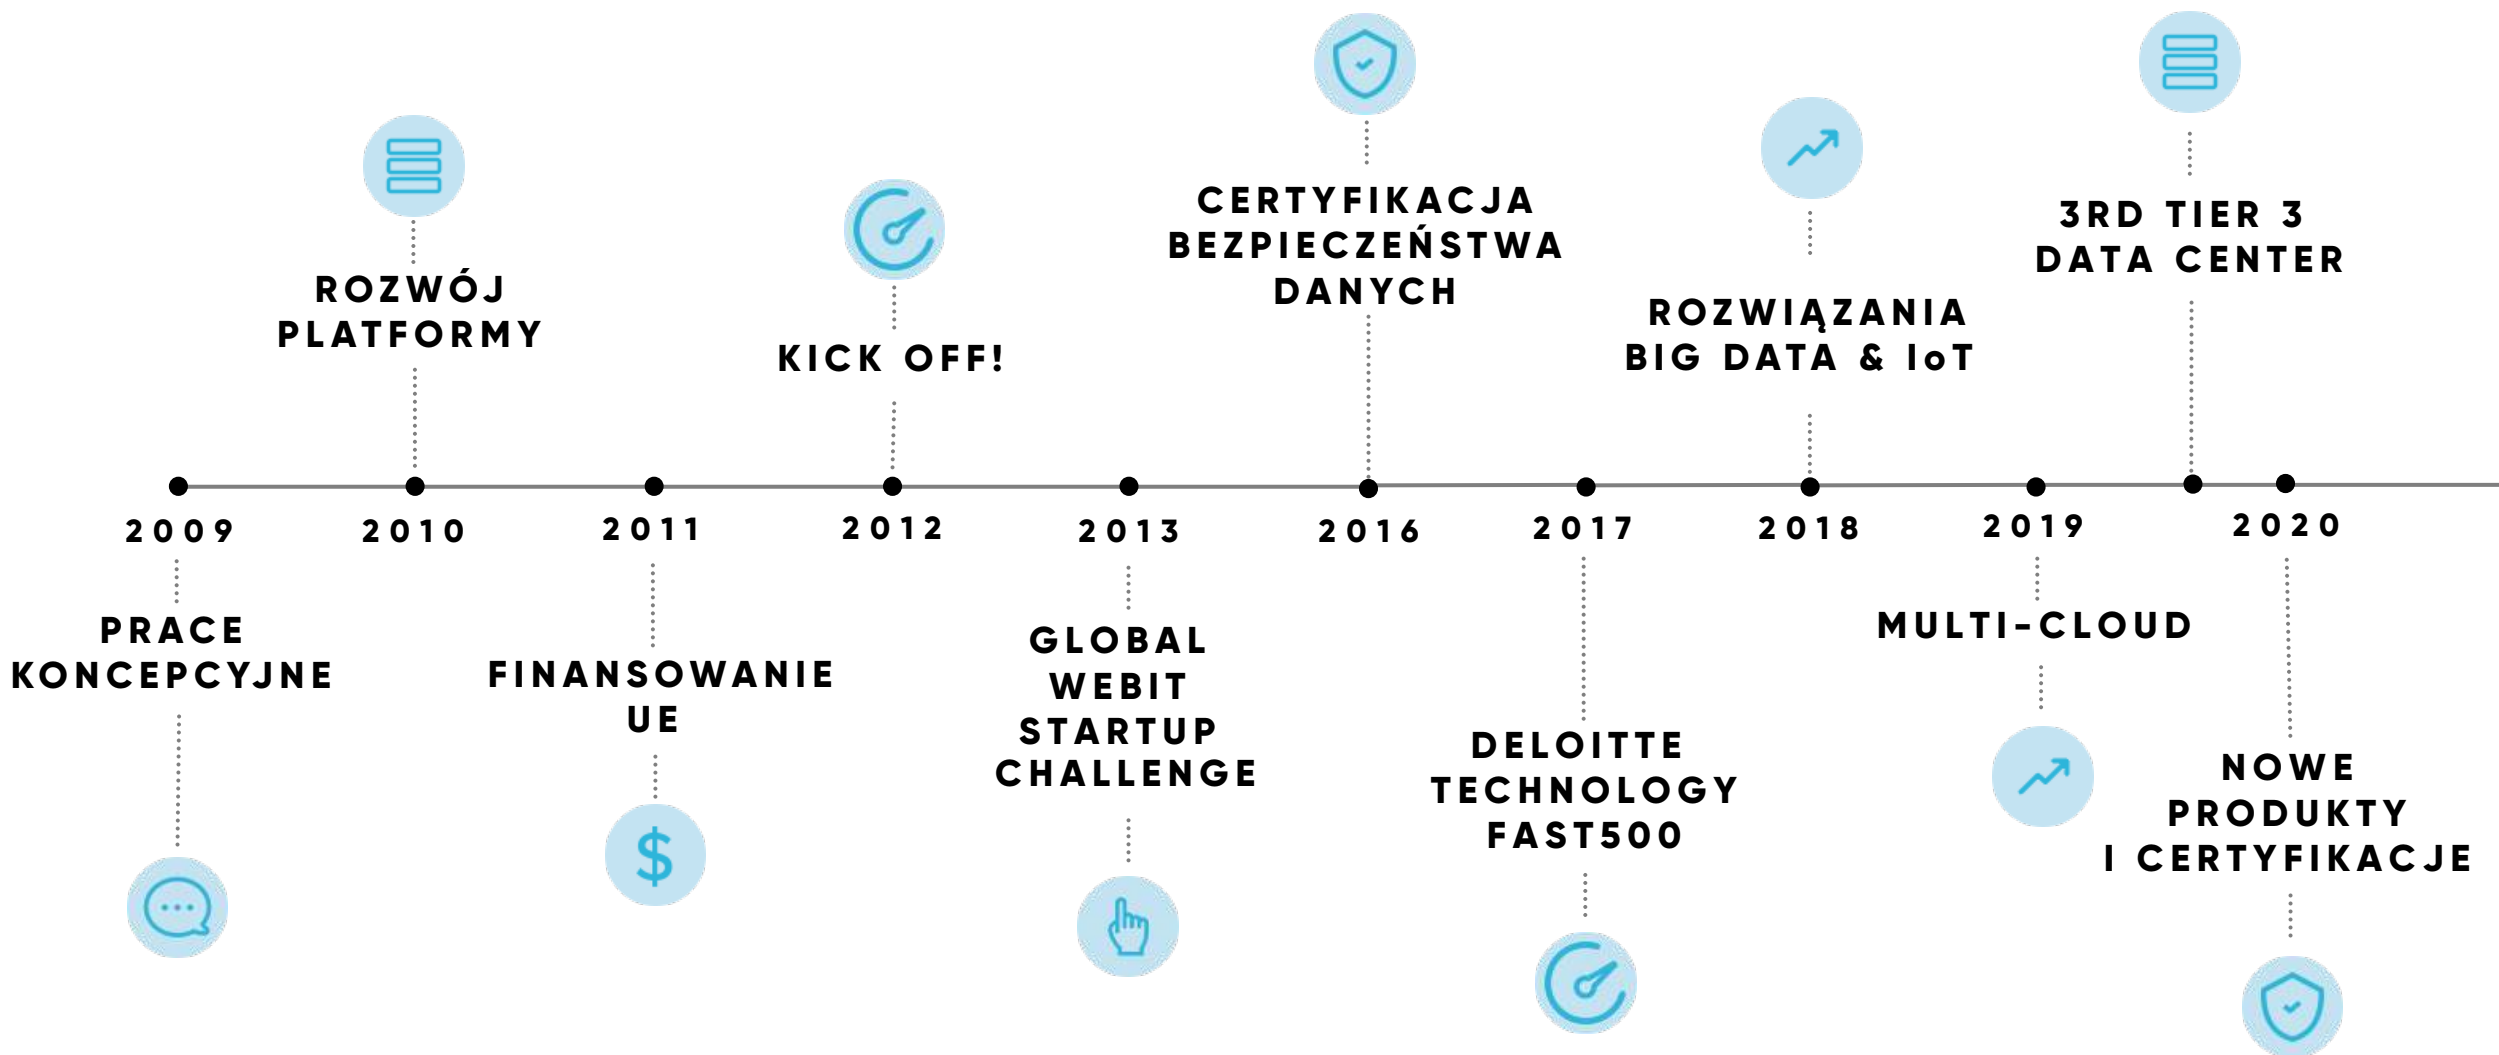 CERTYFIKACJA
BEZPIECZEŃSTWA
DANYCH
3RD TIER 3
DATA CENTER
ROZWÓJ
PLATFORMY
ROZWIĄZANIA
BIG DATA & IoT
KICK OFF!
2009
2010
2011
2012
2013
2016
2017
2018
2019
2020
PRACE
KONCEPCYJNE
FINANSOWANIE
UE
GLOBAL
WEBIT
STARTUP
CHALLENGE
DELOITTE
TECHNOLOGY
FAST500
MULTI-CLOUD
NOWE
PRODUKTY
I CERTYFIKACJE